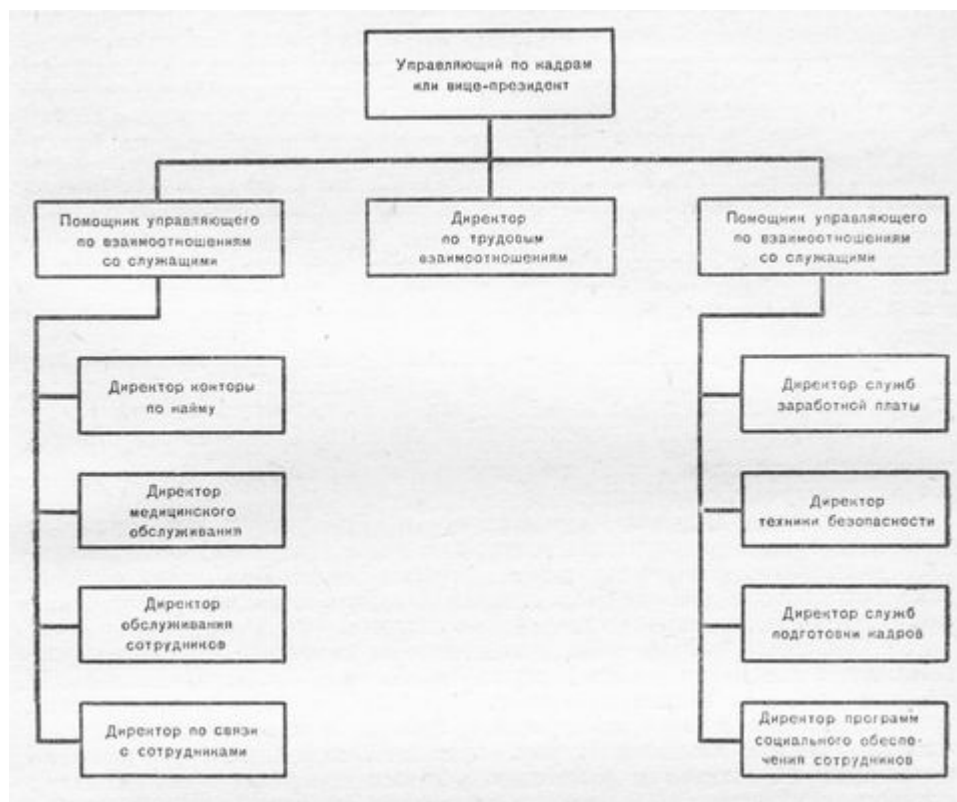 Управляющий по кадрам
или вице-президент
Помощник управляющего
по взаимоотношениям
со служащими
Директор
по трудовым
взаимоотношениям
Помощник управляющего
по взаимоотношениям
со служащими
Директор конторы
по найму
Директор
медицинского
обслуживания
Директор
обслуживания
сотрудников
Директор по связи
с сотрудниками
Директор служб
заработной платы
Директор
техники безопасности
Директор служб
подготовки кадров
Директор программ
социального обеспе-
чения сотрудников